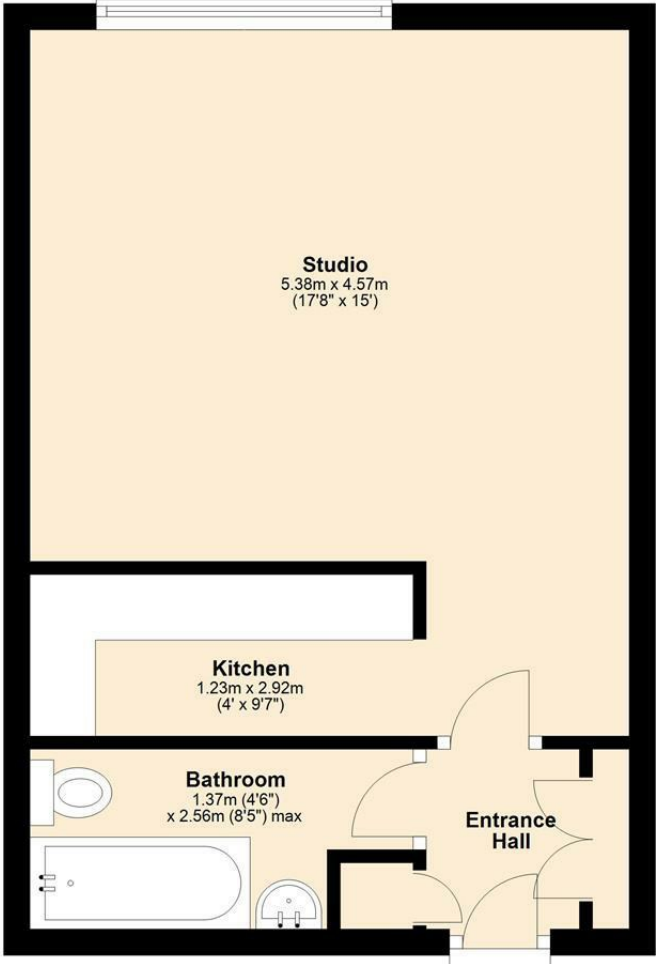 Studio
5.38m x 4.57m
(17'8" x 15')
Kitchen
1.23m x 2.92m
(4' x 9'7")
Bathroom
1.37m (4'6")
x 2.56m (8'5") max
Entrance
Hall